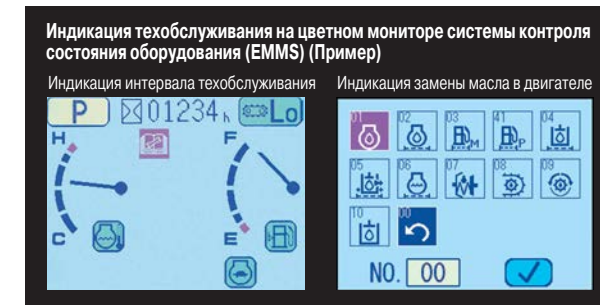 Индикация техобслуживания на цветном мониторе системы контроля
состояния оборудования (EMMS) (Пример)
Индикация интервала техобслуживания
Индикация замены масла в двигателе
P 01234 h Lo
H F
C E
01 02 03 M 41 P 04
05 06 07 08 09
10 00
NO. 00